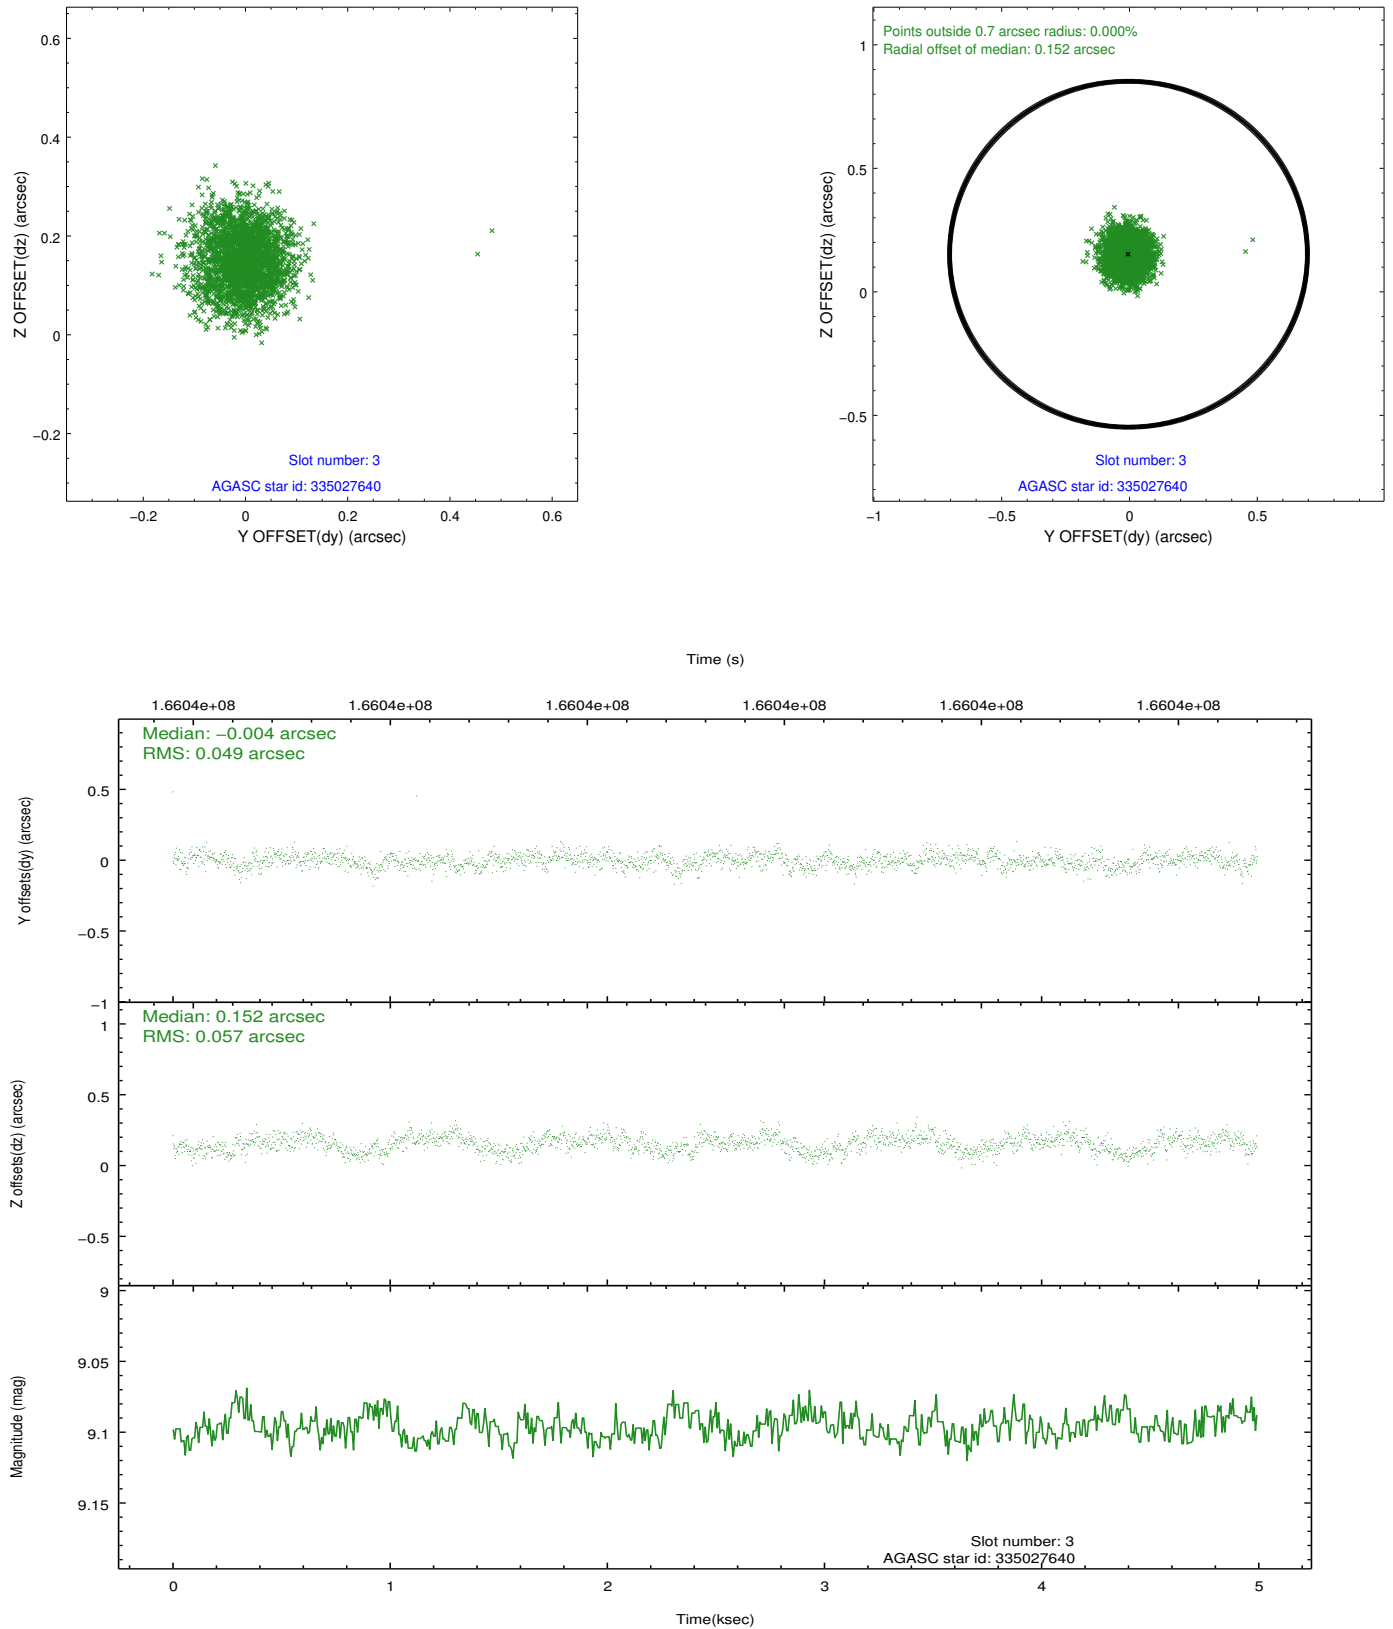 0.6
0.4
0.2
0
−0.2
Z OFFSET(dz) (arcsec)
Slot number: 3
AGASC star id: 335027640
−0.2 0 0.2 0.4 0.6
Y OFFSET(dy) (arcsec)
Points outside 0.7 arcsec radius: 0.000%
Radial offset of median: 0.152 arcsec
1
0.5
0
−0.5
Z OFFSET(dz) (arcsec)
Slot number: 3
AGASC star id: 335027640
−1 −0.5 0 0.5
Y OFFSET(dy) (arcsec)
Time (s)
1.6604e+08 1.6604e+08 1.6604e+08 1.6604e+08 1.6604e+08 1.6604e+08
Median: −0.004 arcsec
RMS: 0.049 arcsec
0.5
0
−0.5
−1
Y offsets(dy) (arcsec)
Median: 0.152 arcsec
RMS: 0.057 arcsec
1
0.5
0
−0.5
Z offsets(dz) (arcsec)
9
9.05
9.1
9.15
Magnitude (mag)
Slot number: 3
AGASC star id: 335027640
0 1 2 3 4 5
Time(ksec)